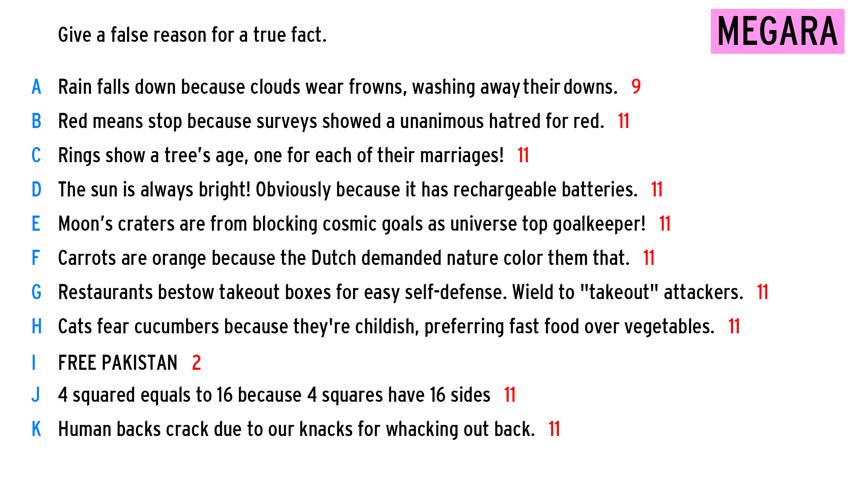 Give a false reason for a true fact.
MEGARA
A Rain falls down because clouds wear frowns, washing away their downs. 9
B Red means stop because surveys showed a unanimous hatred for red. 11
C Rings show a tree’s age, one for each of their marriages! 11
D The sun is always bright! Obviously because it has rechargeable batteries. 11
E Moon’s craters are from blocking cosmic goals as universe top goalkeeper! 11
F Carrots are orange because the Dutch demanded nature color them that. 11
G Restaurants bestow takeout boxes for easy self-defense. Wield to "takeout" attackers. 11
H Cats fear cucumbers because they're childish, preferring fast food over vegetables. 11
I FREE PAKISTAN 2
J 4 squared equals to 16 because 4 squares have 16 sides 11
K Human backs crack due to our knacks for whacking out back. 11